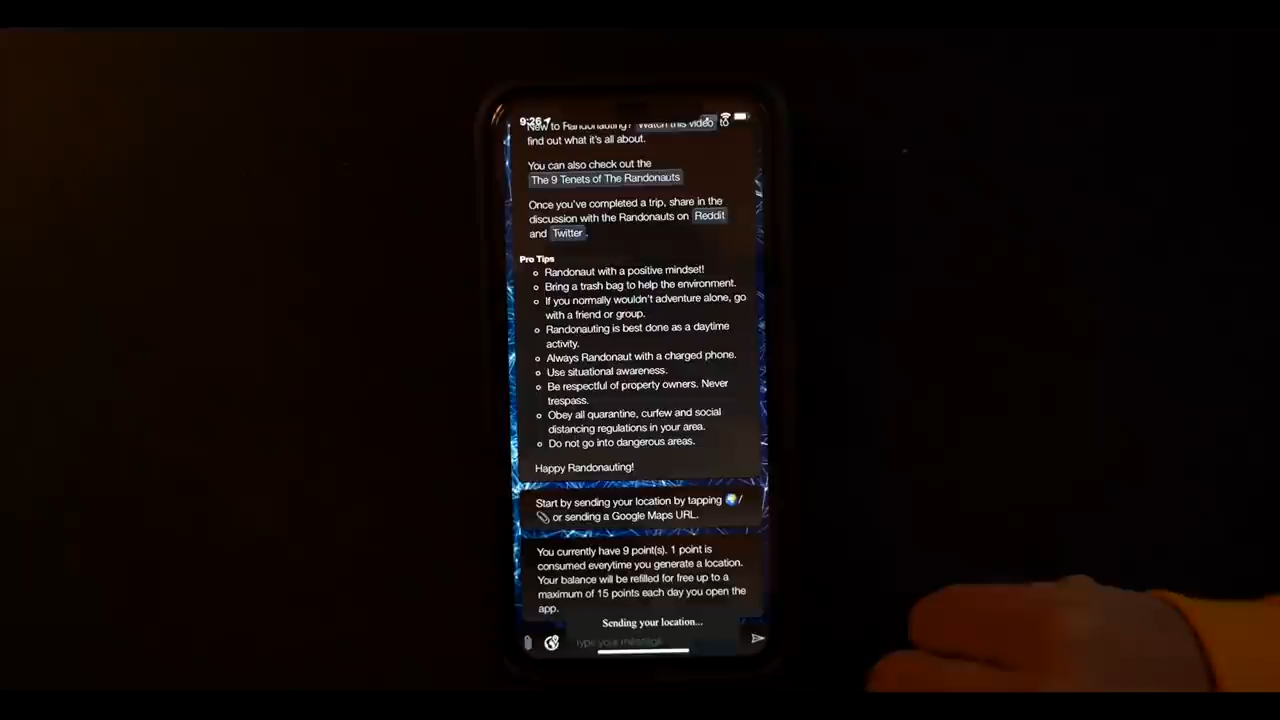 9:26
New to Randonauting? Watch this video to
find out what it's all about.
You can also check out the
The 9 Tenets of The Randonauts
Once you've completed a trip, share in the
discussion with the Randonauts on Reddit
and Twitter.
Pro Tips
Randonaut with a positive mindset!
Bring a trash bag to help the environment.
If you normally wouldn't adventure alone, go
with a friend or group.
Randonauting is best done as a daytime
activity.
Always Randonaut with a charged phone.
Use situational awareness.
Be respectful of property owners. Never
trespass.
Obey all quarantine, curfew and social
distancing regulations in your area.
Do not go into dangerous areas.
Happy Randonauting!
Start by sending your location by tapping 🌍/
📎 or sending a Google Maps URL.
You currently have 9 point(s). 1 point is
consumed everytime you generate a location.
Your balance will be refilled for free up to a
maximum of 15 points each day you open the
app.
Sending your location...
Type your message